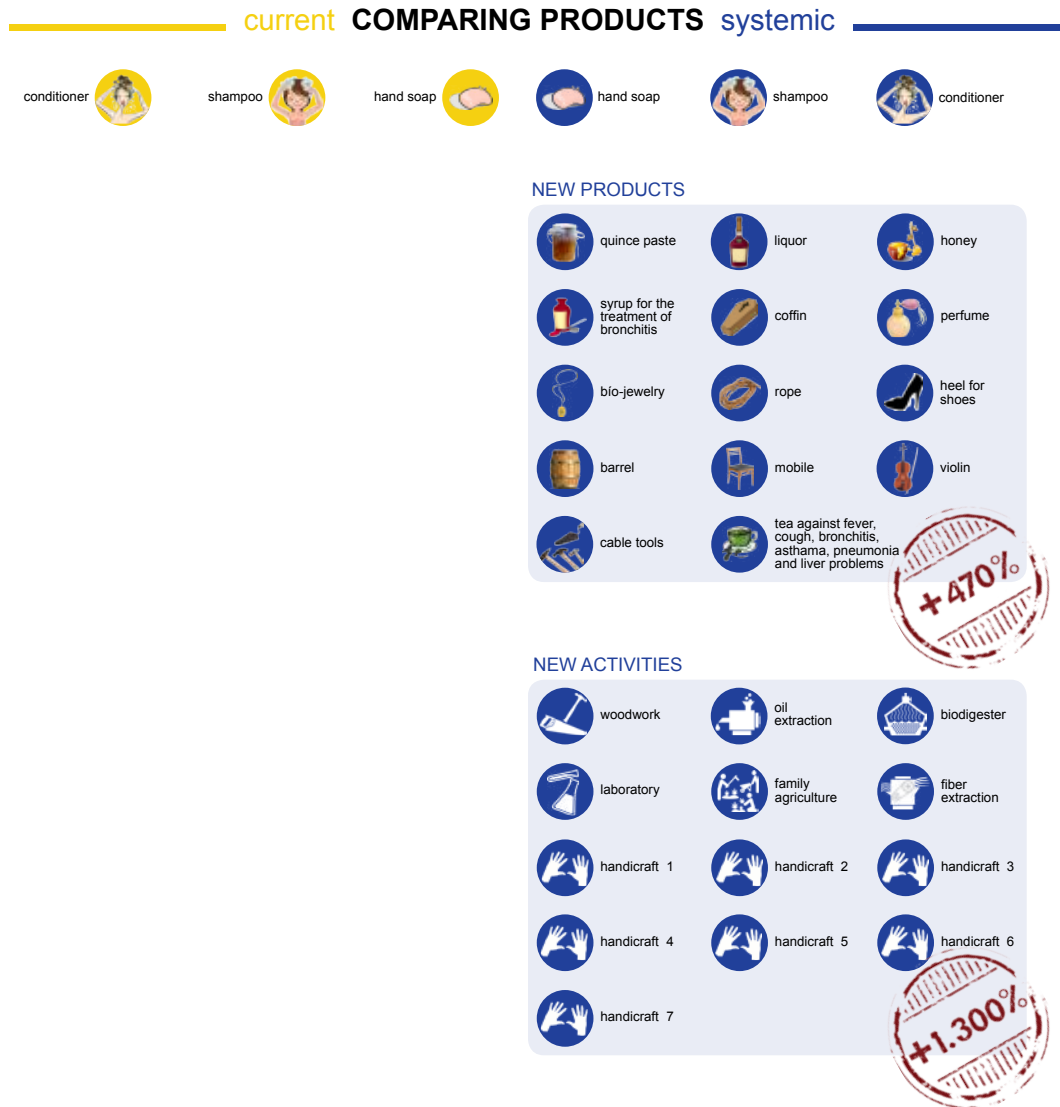 current COMPARING PRODUCTS systemic
conditioner
shampoo
hand soap
hand soap
shampoo
conditioner
NEW PRODUCTS
quince paste
liquor
honey
syrup for the
treatment of
bronchitis
coffin
perfume
bío-jewelry
rope
heel for
shoes
barrel
mobile
violin
cable tools
tea against fever,
cough, bronchitis,
asthama, pneumonia
and liver problems
+470%
NEW ACTIVITIES
woodwork
oil
extraction
biodigester
laboratory
family
agriculture
fiber
extraction
handicraft 1
handicraft 2
handicraft 3
handicraft 4
handicraft 5
handicraft 6
handicraft 7
+1.300%